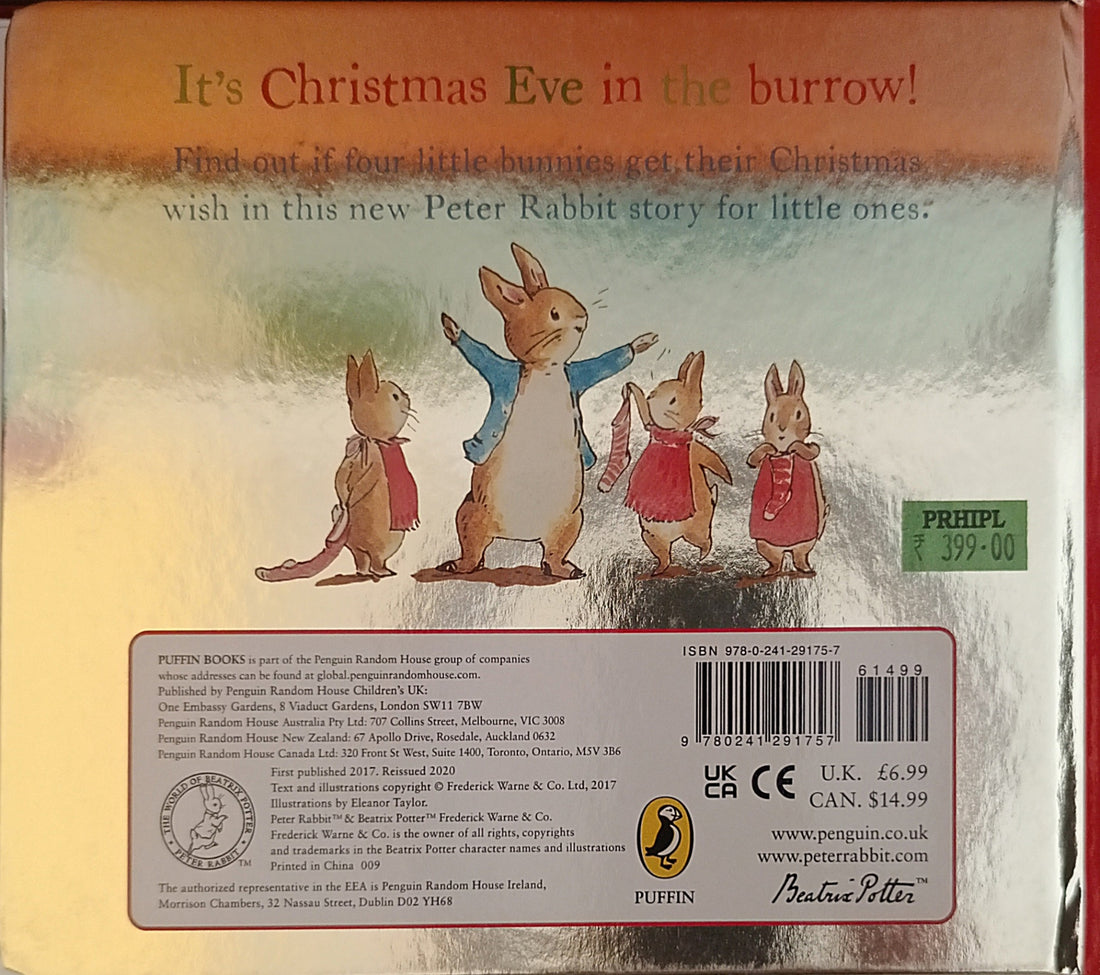 It's Christmas Eve in the burrow!
Find out if four little bunnies get their Christmas
wish in this new Peter Rabbit story for little ones.
PRHIPL
₹ 399.00
PUFFIN BOOKS is part of the Penguin Random House group of companies
whose addresses can be found at global.penguinrandomhouse.com.
Published by Penguin Random House Children's UK:
One Embassy Gardens, 8 Viaduct Gardens, London SW11 7BW
Penguin Random House Australia Pty Ltd: 707 Collins Street, Melbourne, VIC 3008
Penguin Random House New Zealand: 67 Apollo Drive, Rosedale, Auckland 0632
Penguin Random House Canada Ltd: 320 Front St West, Suite 1400, Toronto, Ontario, M5V 3B6
THE WORLD OF BEATRIX POTTER
PETER RABBIT ™
First published 2017. Reissued 2020
Text and illustrations copyright © Frederick Warne & Co. Ltd, 2017
Illustrations by Eleanor Taylor.
Peter Rabbit™ & Beatrix Potter™ Frederick Warne & Co.
Frederick Warne & Co. is the owner of all rights, copyrights
and trademarks in the Beatrix Potter character names and illustrations
Printed in China 009
The authorized representative in the EEA is Penguin Random House Ireland,
Morrison Chambers, 32 Nassau Street, Dublin D02 YH68
ISBN 978-0-241-29175-7
61499
9 780241 291757
UK
CA CE
U.K. £6.99
CAN. $14.99
www.penguin.co.uk
www.peterrabbit.com
PUFFIN
Beatrix Potter™